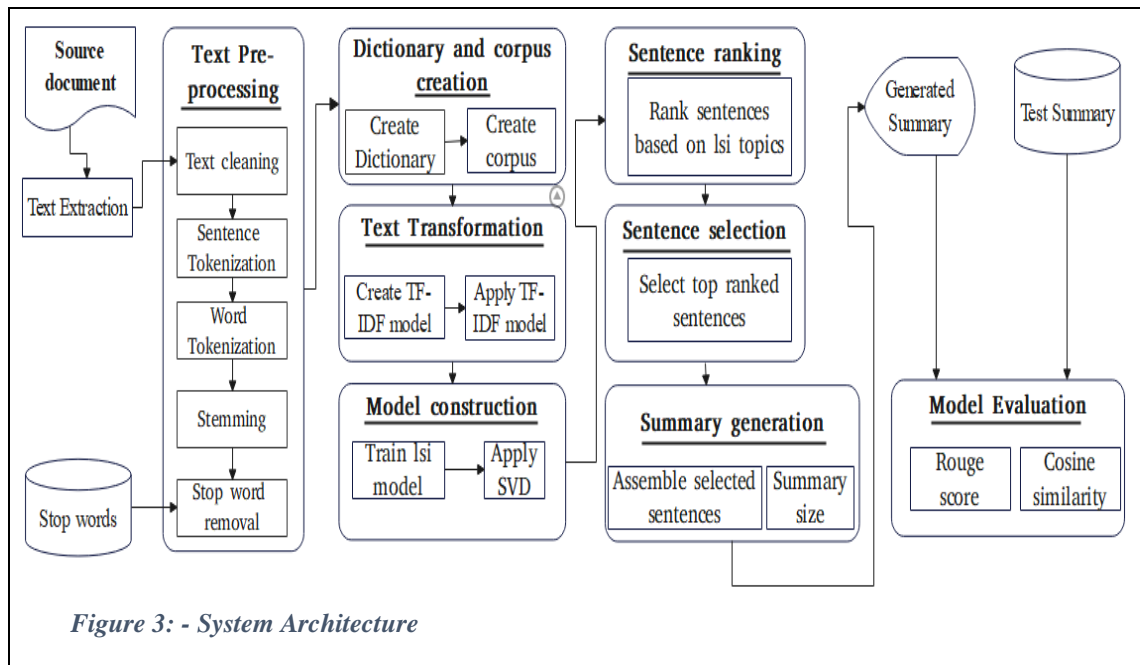 Source
document
Text Extraction
Stop words
Text Pre-
processing
Text cleaning
Sentence
Tokenization
Word
Tokenization
Stemming
Stop word
removal
Dictionary and corpus
creation
Create
Dictionary
Create
corpus
Text Transformation
Create TF-
IDF model
Apply TF-
IDF model
Model construction
Train lsi
model
Apply
SVD
Sentence ranking
Rank sentences
based on lsi topics
Sentence selection
Select top ranked
sentences
Summary generation
Assemble selected
sentences
Summary
size
Generated
Summary
Test Summary
Model Evaluation
Rouge
score
Cosine
similarity
Figure 3: - System Architecture